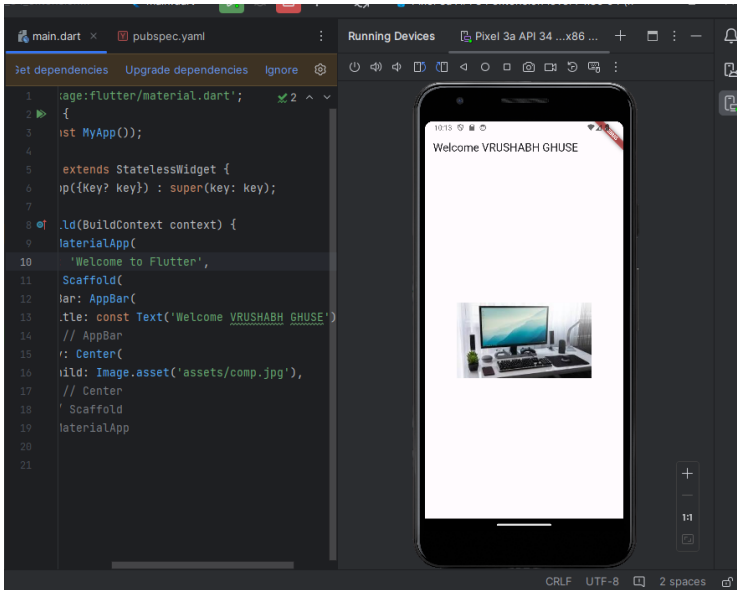 main.dart
pubspec.yaml
Running Devices
Pixel 3a API 34 ...x86 ...
Get dependencies
Upgrade dependencies
Ignore
1 kage:flutter/material.dart';
2
2 {
3 nst MyApp());
4
5 extends StatelessWidget {
6 pp({Key? key}) : super(key: key);
7
8 ild(BuildContext context) {
9 MaterialApp(
10 'Welcome to Flutter',
11 Scaffold(
12 Bar: AppBar(
13 itle: const Text('Welcome VRUSHABH GHUSE')
14 // AppBar
15 y: Center(
16 hild: Image.asset('assets/comp.jpg'),
17 // Center
18 / Scaffold
19 MaterialApp
20
21
10:13
Welcome VRUSHABH GHUSE
1:1
CRLF UTF-8 2 spaces